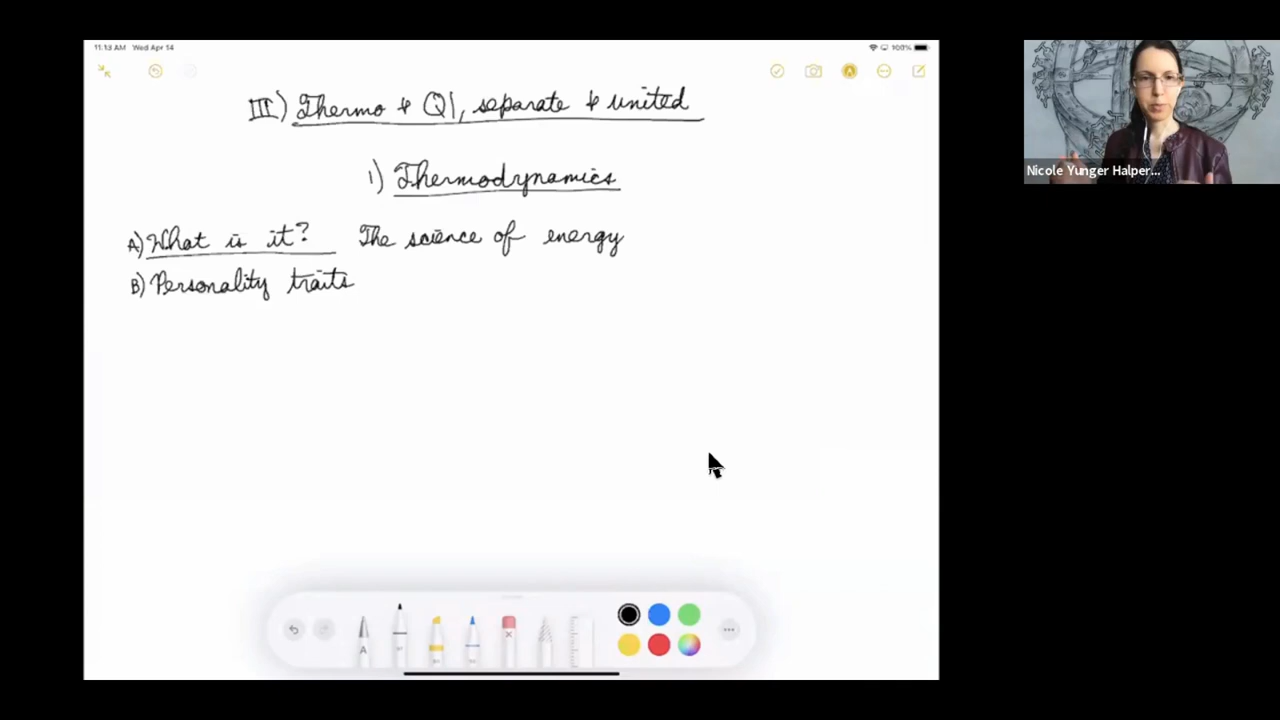 11:13 AM Wed Apr 14
100%
III) Thermo & QI, separate & united
1) Thermodynamics
A) What is it? The science of energy
B) Personality traits
Nicole Yunger Halper...
A